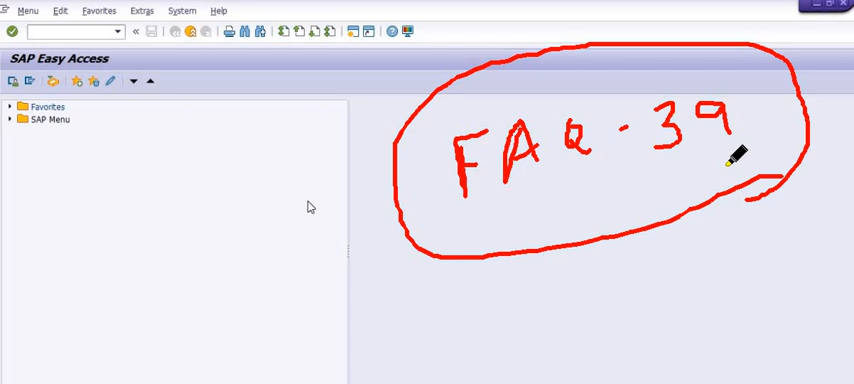 Menu Edit Favorites Extras System Help
SAP Easy Access
Favorites
SAP Menu
FAQ - 39